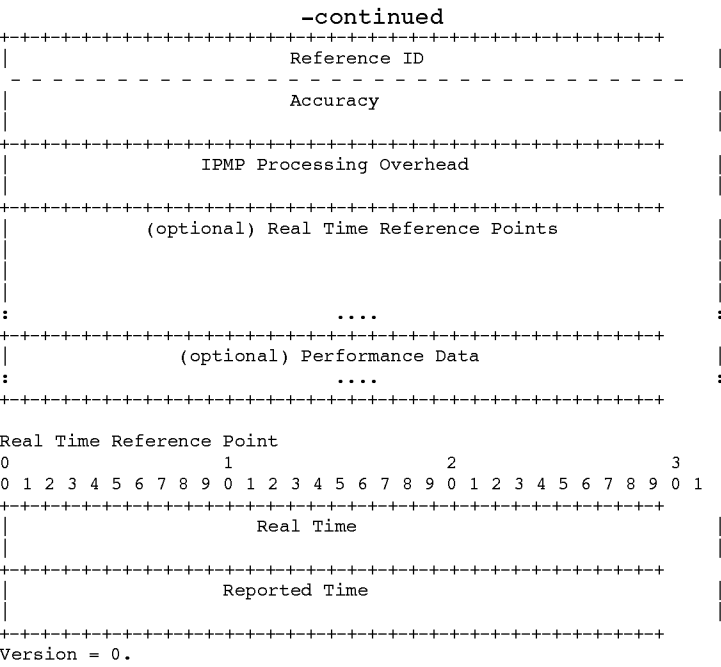 -continued
+-+-+-+-+-+-+-+-+-+-+-+-+-+-+-+-+-+-+-+-+-+-+-+-+-+-+-+-+-+-+-+-+
| Reference ID |
- - - - - - - - - - - - - - - - - - - - - - - - - - - - - - - -
| Accuracy |
| |
+-+-+-+-+-+-+-+-+-+-+-+-+-+-+-+-+-+-+-+-+-+-+-+-+-+-+-+-+-+-+-+-+
| IPMP Processing Overhead |
| |
+-+-+-+-+-+-+-+-+-+-+-+-+-+-+-+-+-+-+-+-+-+-+-+-+-+-+-+-+-+-+-+-+
| (optional) Real Time Reference Points |
| |
| |
| |
: .... :
+-+-+-+-+-+-+-+-+-+-+-+-+-+-+-+-+-+-+-+-+-+-+-+-+-+-+-+-+-+-+-+-+
| (optional) Performance Data |
: .... :
+-+-+-+-+-+-+-+-+-+-+-+-+-+-+-+-+-+-+-+-+-+-+-+-+-+-+-+-+-+-+-+-+
Real Time Reference Point
0 1 2 3
0 1 2 3 4 5 6 7 8 9 0 1 2 3 4 5 6 7 8 9 0 1 2 3 4 5 6 7 8 9 0 1
+-+-+-+-+-+-+-+-+-+-+-+-+-+-+-+-+-+-+-+-+-+-+-+-+-+-+-+-+-+-+-+-+
| Real Time |
| |
+-+-+-+-+-+-+-+-+-+-+-+-+-+-+-+-+-+-+-+-+-+-+-+-+-+-+-+-+-+-+-+-+
| Reported Time |
| |
+-+-+-+-+-+-+-+-+-+-+-+-+-+-+-+-+-+-+-+-+-+-+-+-+-+-+-+-+-+-+-+-+
Version = 0.